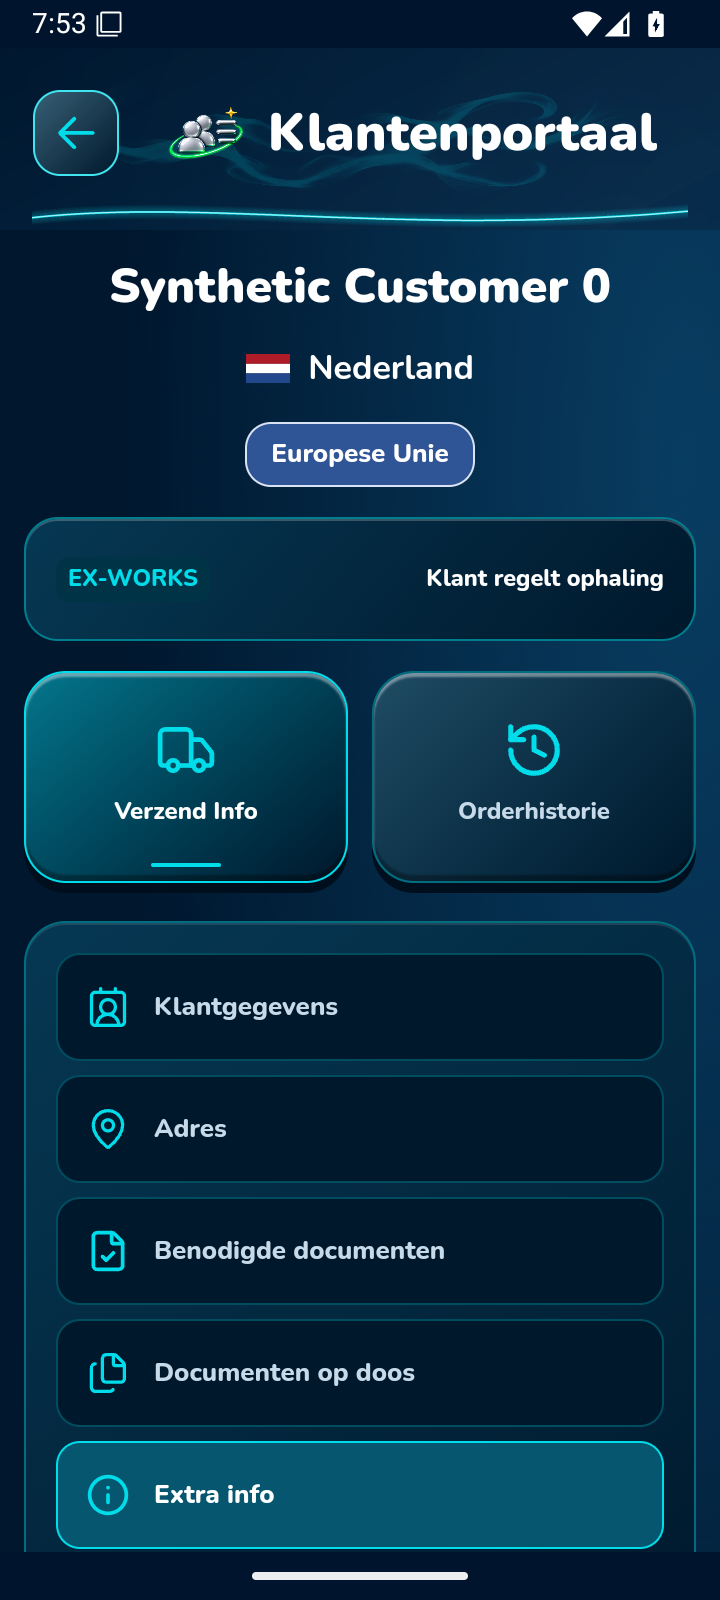 7:53
Klantenportaal
Synthetic Customer 0
Nederland
Europese Unie
EX-WORKS
Klant regelt ophaling
Verzend Info
Orderhistorie
Klantgegevens
Adres
Benodigde documenten
Documenten op doos
Extra info